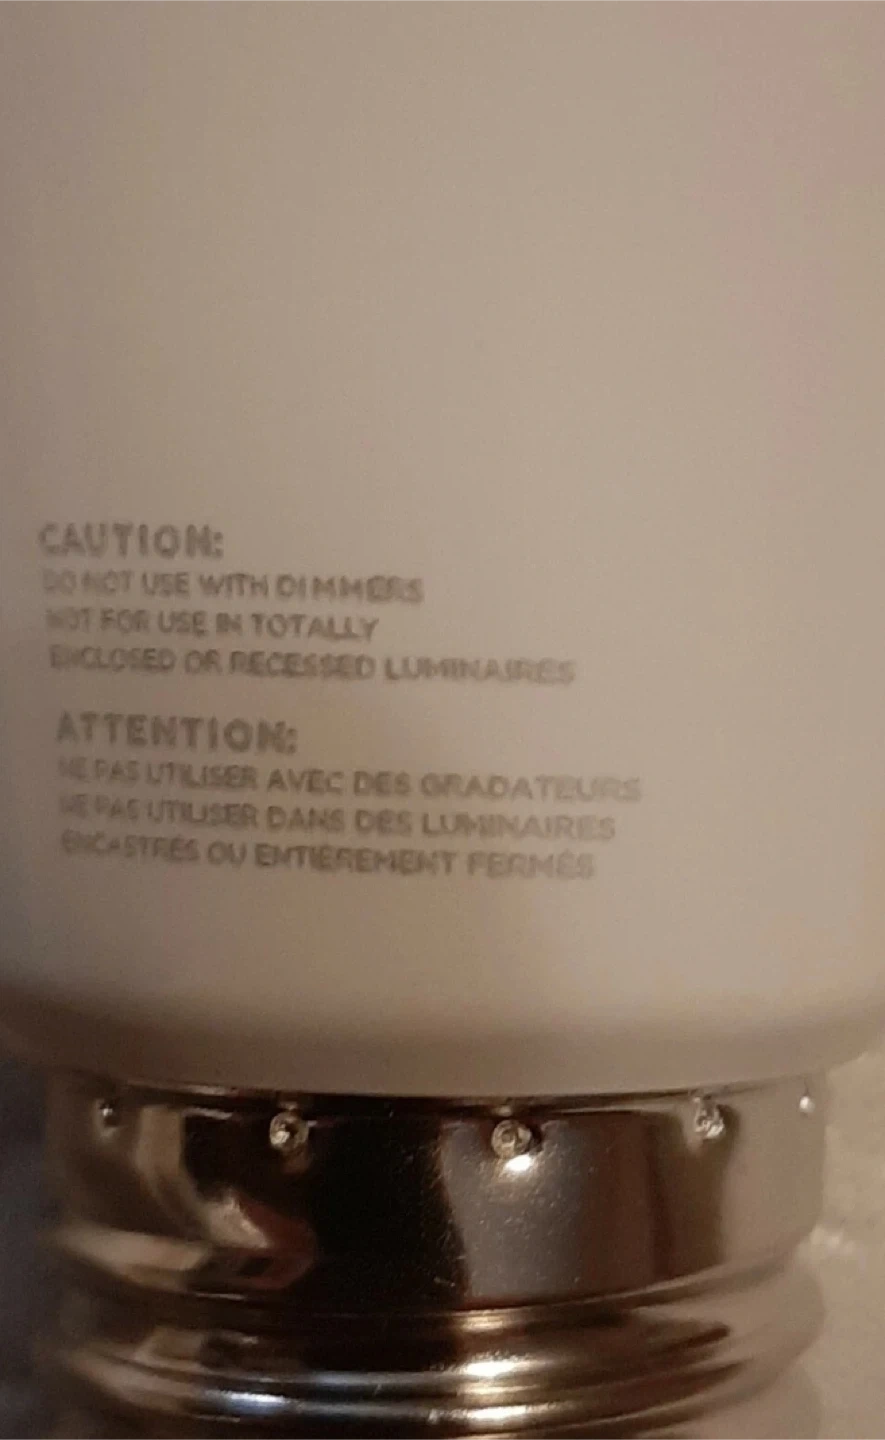 CAUTION:
DO NOT USE WITH DIMMERS
NOT FOR USE IN TOTALLY
ENCLOSED OR RECESSED LUMINAIRES
ATTENTION:
NE PAS UTILISER AVEC DES GRADATEURS
NE PAS UTILISER DANS DES LUMINAIRES
ENCASTRÉS OU ENTIÈREMENT FERMÉS